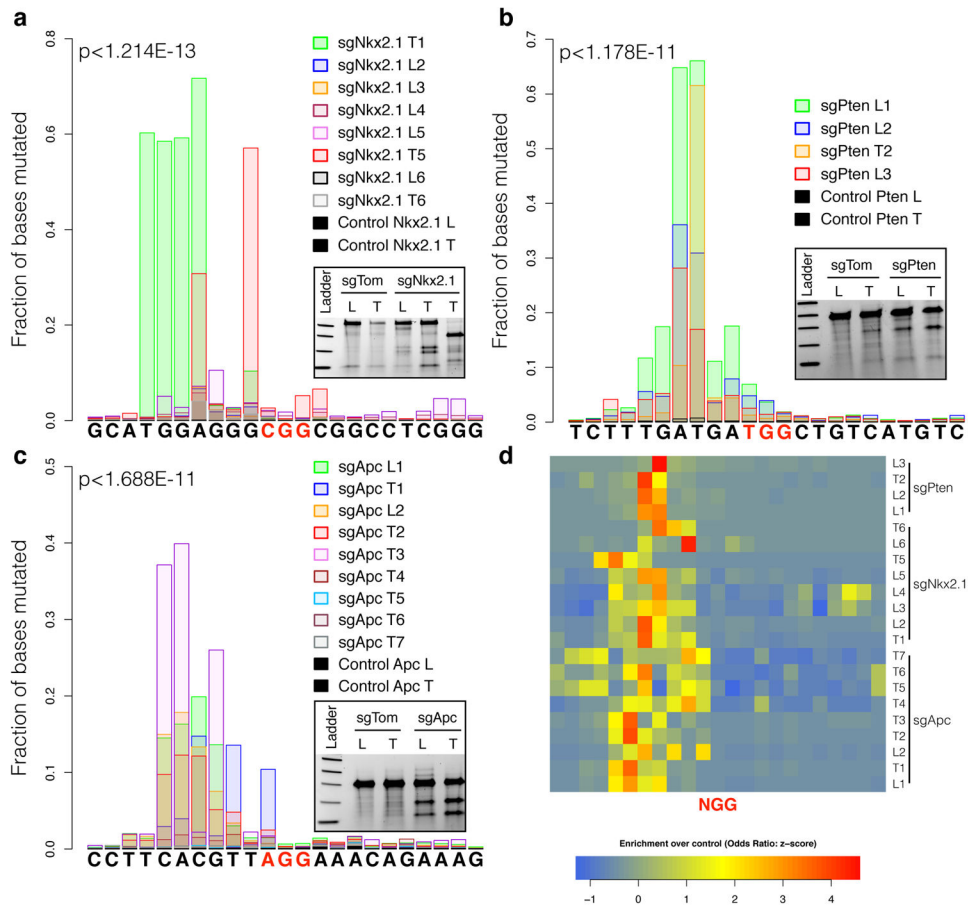 a
p<1.214E-13
Fraction of bases mutated
0.8
0.6
0.4
0.2
0.0
sgNkx2.1 T1
sgNkx2.1 L2
sgNkx2.1 L3
sgNkx2.1 L4
sgNkx2.1 L5
sgNkx2.1 T5
sgNkx2.1 L6
sgNkx2.1 T6
Control Nkx2.1 L
Control Nkx2.1 T
Ladder
sgTom sgNkx2.1
L T L T T
GCATGGAGGGCGGCGGCCTCGGG
b
p<1.178E-11
Fraction of bases mutated
0.7
0.6
0.5
0.4
0.3
0.2
0.1
0.0
sgPten L1
sgPten L2
sgPten T2
sgPten L3
Control Pten L
Control Pten T
Ladder
sgTom sgPten
L T L T
TCTTTGATGATGGCTGTCATGTC
c
p<1.688E-11
Fraction of bases mutated
0.5
0.4
0.3
0.2
0.1
0.0
sgApc L1
sgApc T1
sgApc L2
sgApc T2
sgApc T3
sgApc T4
sgApc T5
sgApc T6
sgApc T7
Control Apc L
Control Apc T
Ladder
sgTom sgApc
L T L T
CCTTCACGTTAGGAAACAGAAAG
d
L3
T2
L2
L1
sgPten
T6
L6
T5
L5
L4
L3
L2
T1
sgNkx2.1
T7
T6
T5
T4
T3
T2
L2
T1
L1
sgApc
NGG
Enrichment over control (Odds Ratio: z-score)
−1 0 1 2 3 4